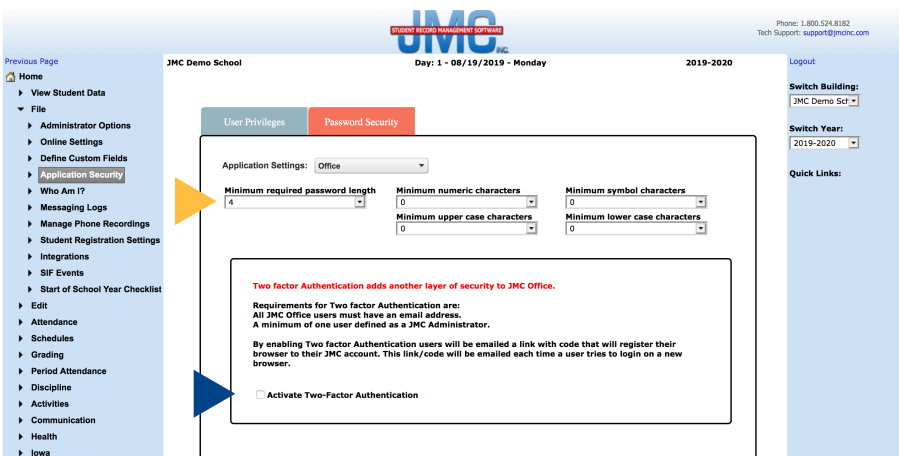 STUDENT RECORD MANAGEMENT SOFTWARE
JMC INC.
Phone: 1.800.524.8182
Tech Support: support@jmcinc.com
Previous Page
JMC Demo School
Day: 1 - 08/19/2019 - Monday
2019-2020
Logout
Home
View Student Data
File
Administrator Options
Online Settings
Define Custom Fields
Application Security
Who Am I?
Messaging Logs
Manage Phone Recordings
Student Registration Settings
Integrations
SIF Events
Start of School Year Checklist
Edit
Attendance
Schedules
Grading
Period Attendance
Discipline
Activities
Communication
Health
Iowa
User Privileges
Password Security
Application Settings: Office
Minimum required password length
4
Minimum numeric characters
0
Minimum symbol characters
0
Minimum upper case characters
0
Minimum lower case characters
0
Two factor Authentication adds another layer of security to JMC Office.
Requirements for Two factor Authentication are:
All JMC Office users must have an email address.
A minimum of one user defined as a JMC Administrator.
By enabling Two factor Authentication users will be emailed a link with code that will register their
browser to their JMC account. This link/code will be emailed each time a user tries to login on a new
browser.
Activate Two-Factor Authentication
Switch Building:
JMC Demo Sch
Switch Year:
2019-2020
Quick Links: